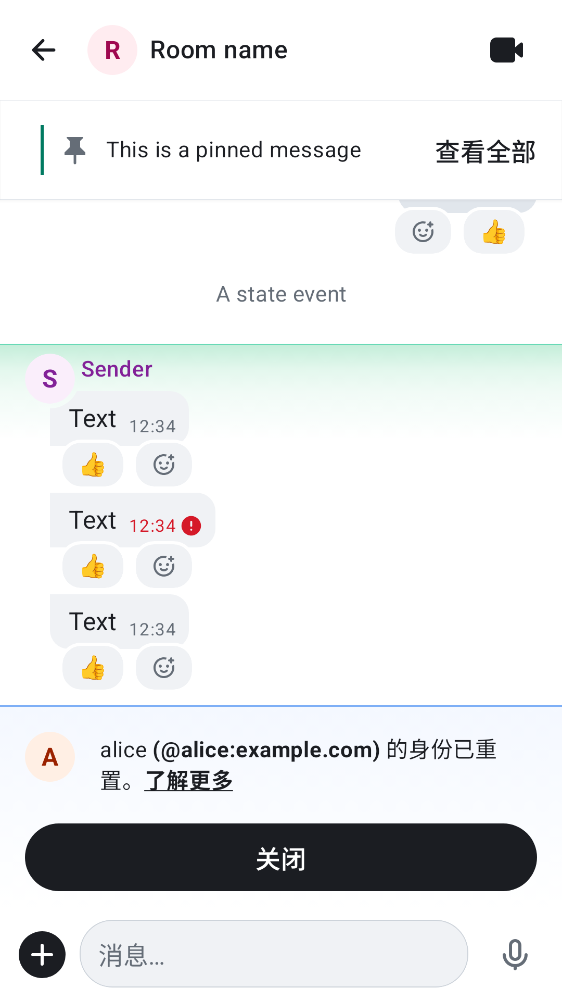 R Room name
This is a pinned message 查看全部
👍
A state event
S Sender
Text 12:34
👍
Text 12:34
👍
Text 12:34
👍
A alice (@alice:example.com) 的身份已重
置。了解更多
关闭
消息…